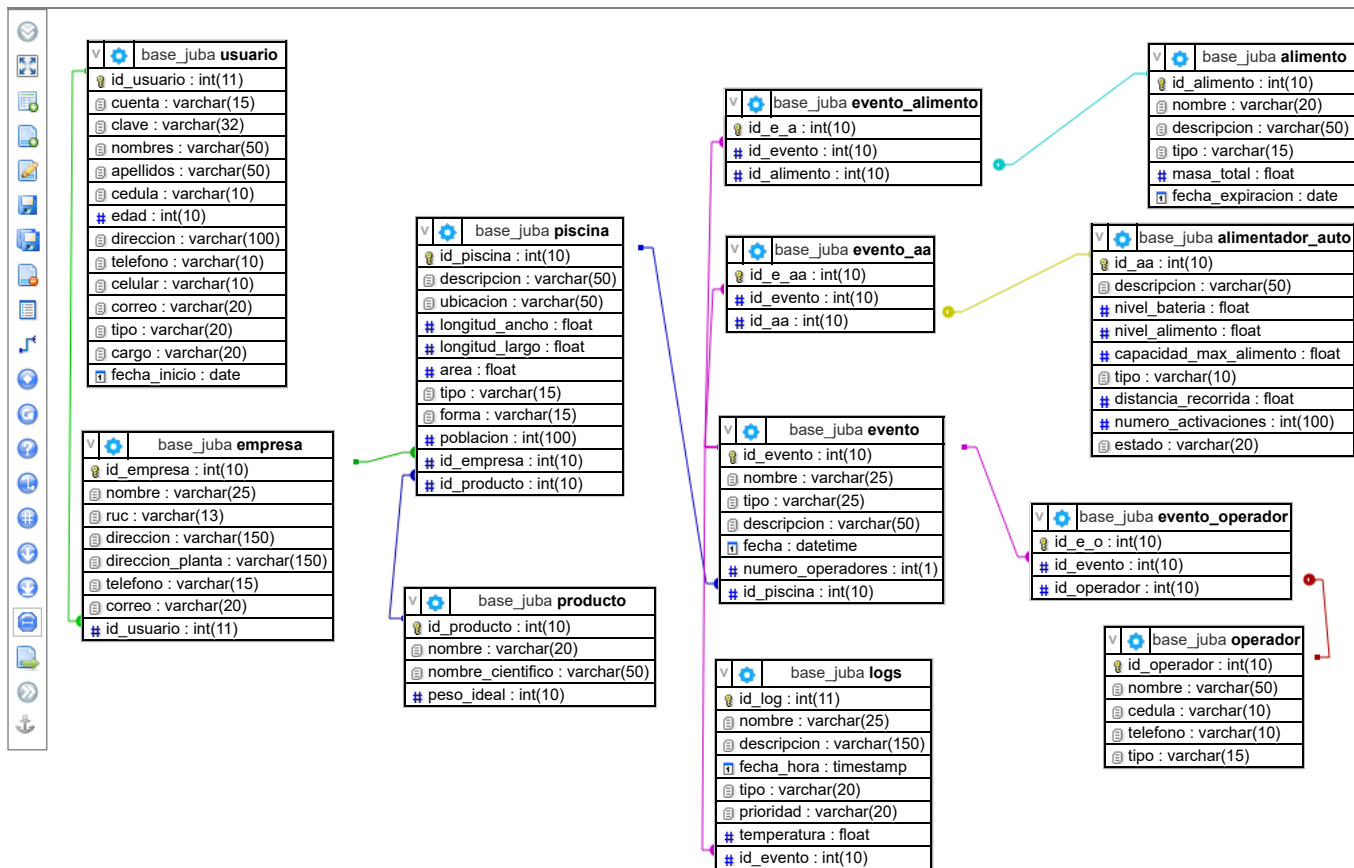 base_juba usuario
id_usuario : int(11)
cuenta : varchar(15)
clave : varchar(32)
nombres : varchar(50)
apellidos : varchar(50)
cedula : varchar(10)
edad : int(10)
direccion : varchar(100)
telefono : varchar(10)
celular : varchar(10)
correo : varchar(20)
tipo : varchar(20)
cargo : varchar(20)
fecha_inicio : date
base_juba empresa
id_empresa : int(10)
nombre : varchar(25)
ruc : varchar(13)
direccion : varchar(150)
direccion_planta : varchar(150)
telefono : varchar(15)
correo : varchar(20)
id_usuario : int(11)
base_juba piscina
id_piscina : int(10)
descripcion : varchar(50)
ubicacion : varchar(50)
longitud_ancho : float
longitud_largo : float
area : float
tipo : varchar(15)
forma : varchar(15)
poblacion : int(100)
id_empresa : int(10)
id_producto : int(10)
base_juba producto
id_producto : int(10)
nombre : varchar(20)
nombre_cientifico : varchar(50)
peso_ideal : int(10)
base_juba evento_alimento
id_e_a : int(10)
id_evento : int(10)
id_alimento : int(10)
base_juba evento_aa
id_e_aa : int(10)
id_evento : int(10)
id_aa : int(10)
base_juba evento
id_evento : int(10)
nombre : varchar(25)
tipo : varchar(25)
descripcion : varchar(50)
fecha : datetime
numero_operadores : int(1)
id_piscina : int(10)
base_juba logs
id_log : int(11)
nombre : varchar(25)
descripcion : varchar(150)
fecha_hora : timestamp
tipo : varchar(20)
prioridad : varchar(20)
temperatura : float
id_evento : int(10)
base_juba alimento
id_alimento : int(10)
nombre : varchar(20)
descripcion : varchar(50)
tipo : varchar(15)
masa_total : float
fecha_expiracion : date
base_juba alimentador_auto
id_aa : int(10)
descripcion : varchar(50)
nivel_bateria : float
nivel_alimento : float
capacidad_max_alimento : float
tipo : varchar(10)
distancia_recorrida : float
numero_activaciones : int(100)
estado : varchar(20)
base_juba evento_operador
id_e_o : int(10)
id_evento : int(10)
id_operador : int(10)
base_juba operador
id_operador : int(10)
nombre : varchar(50)
cedula : varchar(10)
telefono : varchar(10)
tipo : varchar(15)